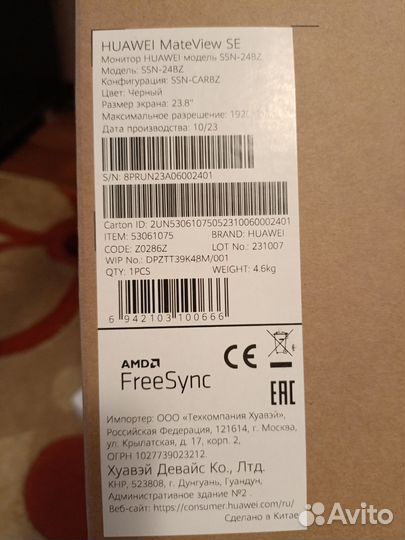 HUAWEI MateView SE
Монитор HUAWEI модель SSN-24BZ
Модель: SSN-24BZ
Конфигурация: SSN-CARBZ
Цвет: Черный
Размер экрана: 23.8"
Максимальное разрешение: 1920
Дата производства: 10/23
S/N: 8PRUN23A06002401
Carton ID: 2UN53061075052310060002401
ITEM: 53061075 BRAND: HUAWEI
CODE: Z0286Z LOT No.: 231007
WIP No.: DPZTT39K48M/001
QTY: 1PCS WEIGHT: 4.6kg
6 942103 100666
AMD
FreeSync
CE
EAC
Импортер: ООО «Техкомпания Хуавэй»,
Российская Федерация, 121614, г. Москва,
ул. Крылатская, д. 17, корп. 2,
ОГРН 1027739023212
Хуавэй Девайс Ко., Лтд.
КНР, 523808, г. Дунгуань, Гуандун,
Административное здание №2
Веб-сайт: https://consumer.huawei.com/ru/
Сделано в Китае
Avito